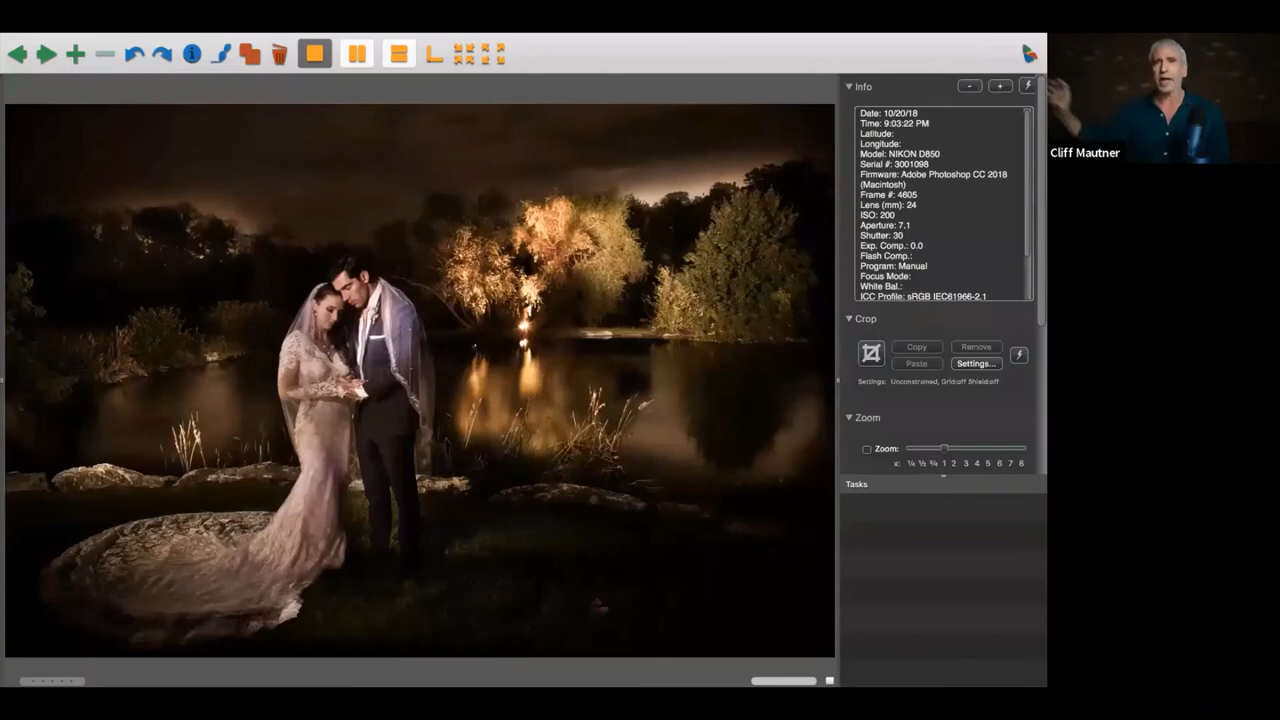 Info
- +
Date: 10/20/18
Time: 9:03:22 PM
Latitude:
Longitude:
Model: NIKON D850
Serial #: 3001098
Firmware: Adobe Photoshop CC 2018
(Macintosh)
Frame #: 4605
Lens (mm): 24
ISO: 200
Aperture: 7.1
Shutter: 30
Exp. Comp.: 0.0
Flash Comp.:
Program: Manual
Focus Mode:
White Bal.:
ICC Profile: sRGB IEC61966-2.1
Crop
Copy Remove
Paste Settings...
Settings: Unconstrained, Grid:off Shield:off
Zoom
Zoom:
x: ¼ ½ ¾ 1 2 3 4 5 6 7 8
Tasks
Cliff Mautner